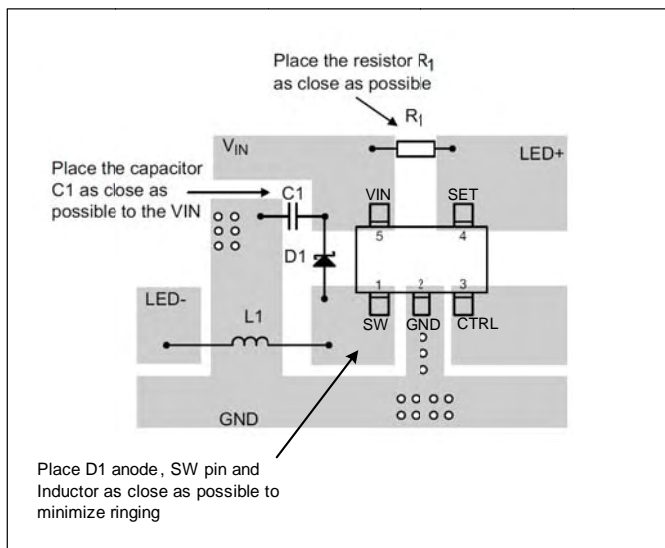 Place the resistor R1
as close as possible
R1
VIN
LED+
Place the capacitor
C1 as close as
possible to the VIN
C1
VIN
SET
5
4
D1
LED-
1
2
3
L1
SW
GND
CTRL
GND
Place D1 anode, SW pin and
Inductor as close as possible to
minimize ringing